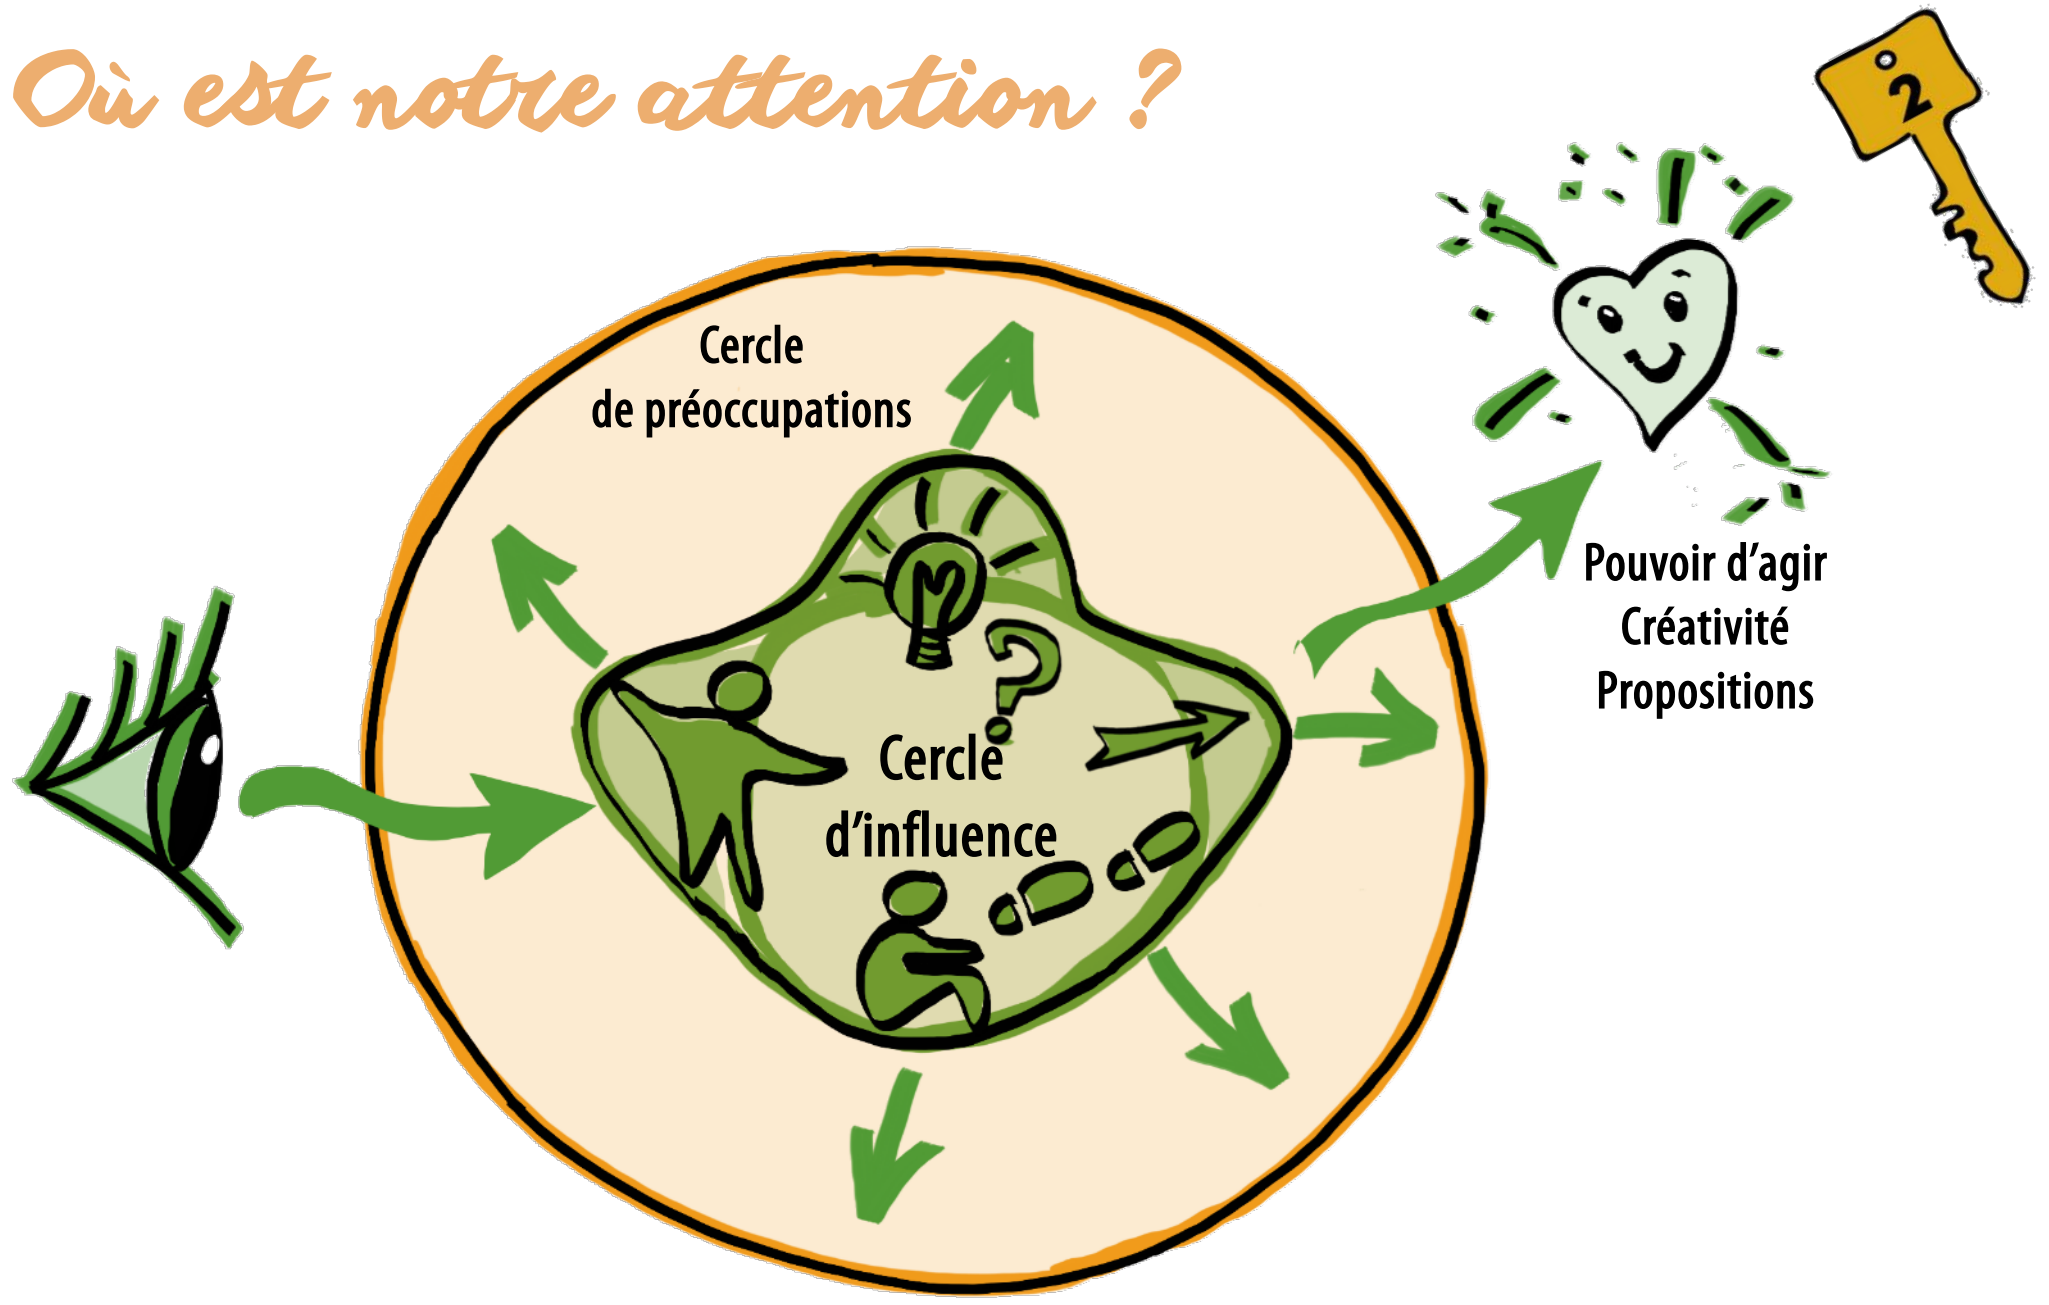 Où est notre attention ?
2
Cercle
de préoccupations
?
Cercle
d'influence
Pouvoir d'agir
Créativité
Propositions